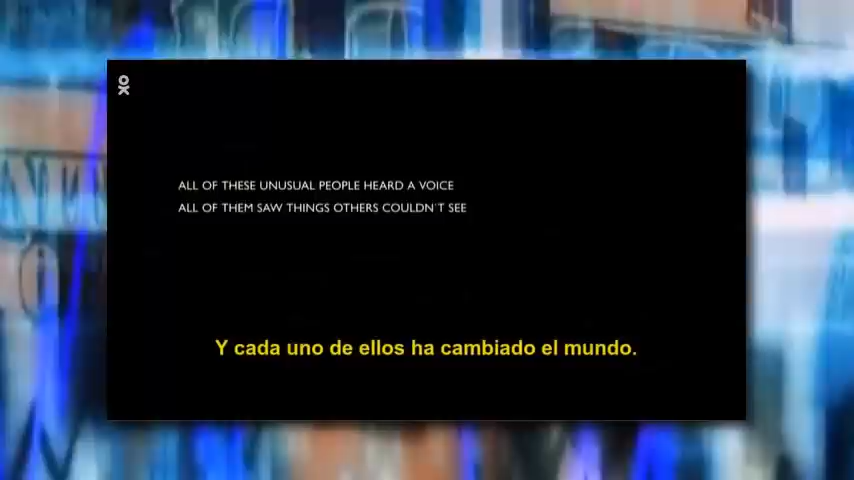 ALL OF THESE UNUSUAL PEOPLE HEARD A VOICE
ALL OF THEM SAW THINGS OTHERS COULDN'T SEE
Y cada uno de ellos ha cambiado el mundo.